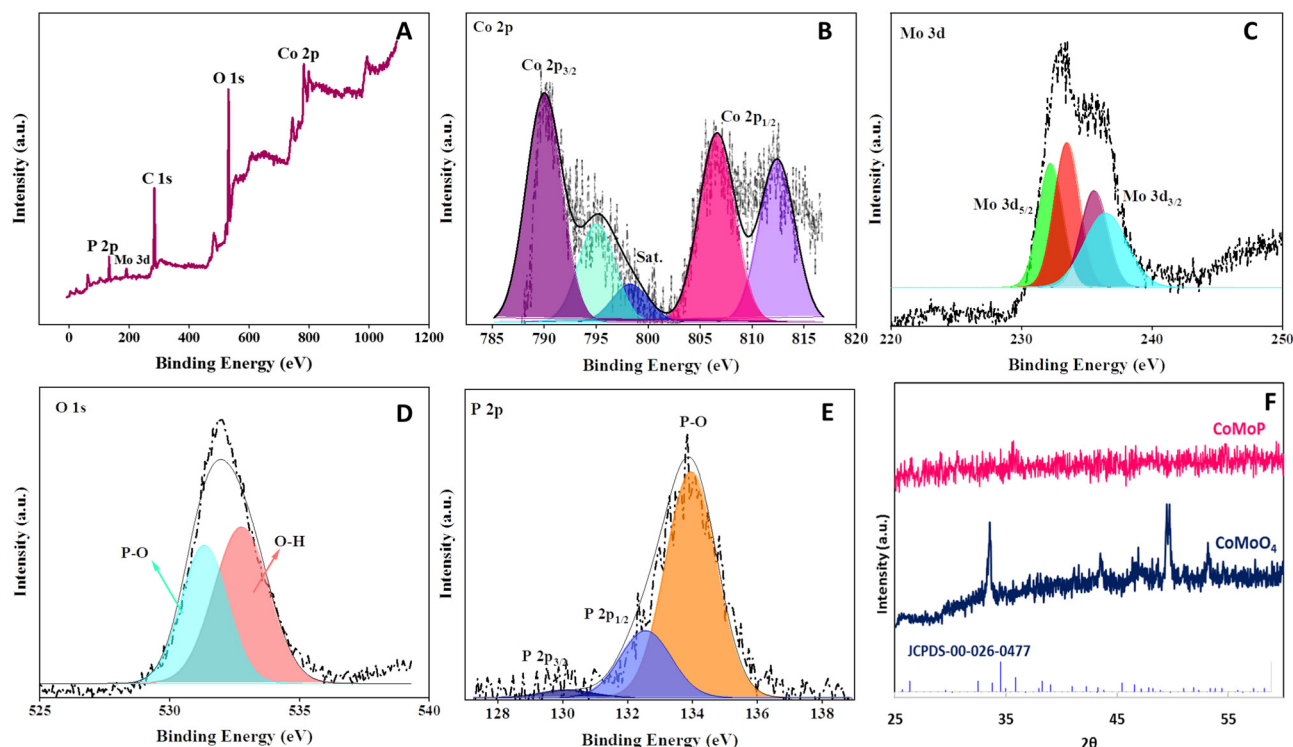 A
Co 2p
O 1s
C 1s
P 2p
Mo 3d
Intensity (a.u.)
0 200 400 600 800 1000 1200
Binding Energy (eV)
Co 2p
B
Co 2p3/2
Co 2p1/2
Sat.
Intensity (a.u.)
785 790 795 800 805 810 815 820
Binding Energy (eV)
Mo 3d
C
Mo 3d5/2
Mo 3d3/2
Intensity (a.u.)
220 230 240 250
Binding Energy (eV)
O 1s
D
P-O
O-H
Intensity (a.u.)
525 530 535 540
Binding Energy (eV)
P 2p
E
P-O
P 2p1/2
P 2p3/2
Intensity (a.u.)
128 130 132 134 136 138
Binding Energy (eV)
F
CoMoP
CoMoO4
JCPDS-00-026-0477
Intensity (a.u.)
25 35 45 55
2θ